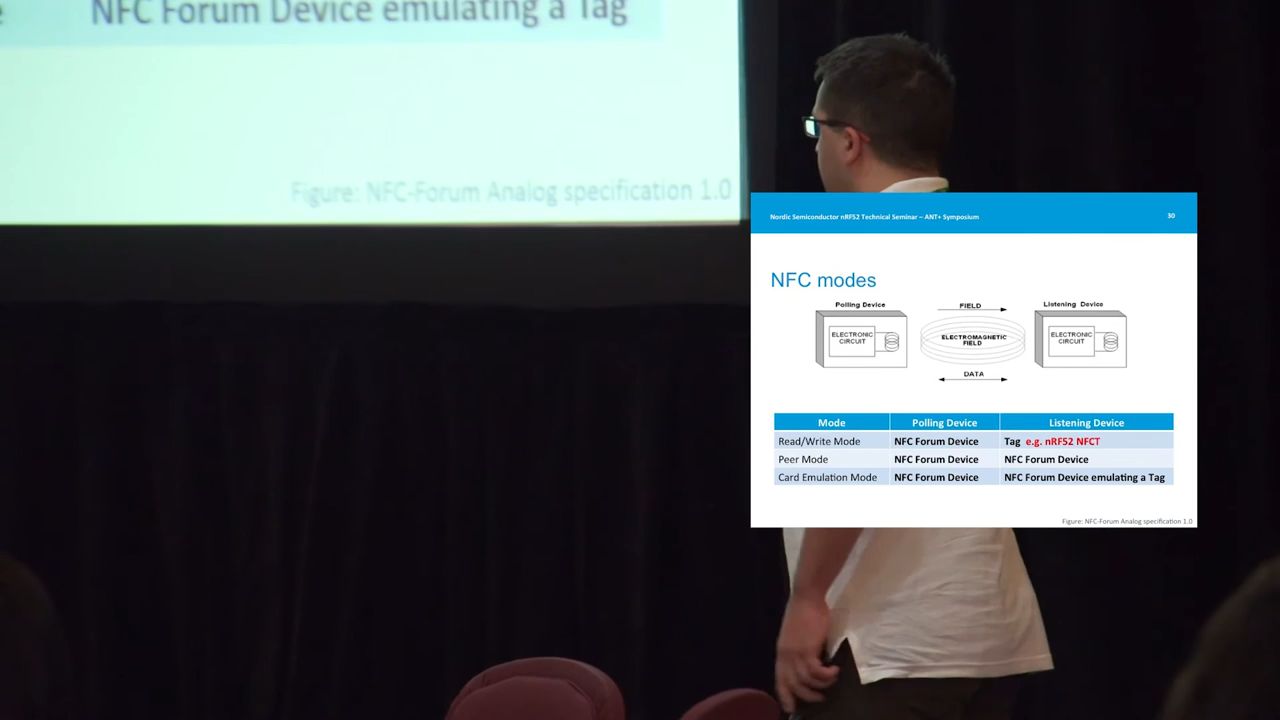 NFC Forum Device emulating a Tag
Figure: NFC-Forum Analog specification 1.0
Nordic Semiconductor nRF52 Technical Seminar – ANT+ Symposium 30
NFC modes
Polling Device FIELD Listening Device
ELECTRONIC CIRCUIT ELECTROMAGNETIC FIELD ELECTRONIC CIRCUIT
DATA
Mode Polling Device Listening Device
Read/Write Mode NFC Forum Device Tag e.g. nRF52 NFCT
Peer Mode NFC Forum Device NFC Forum Device
Card Emulation Mode NFC Forum Device NFC Forum Device emulating a Tag
Figure: NFC-Forum Analog specification 1.0